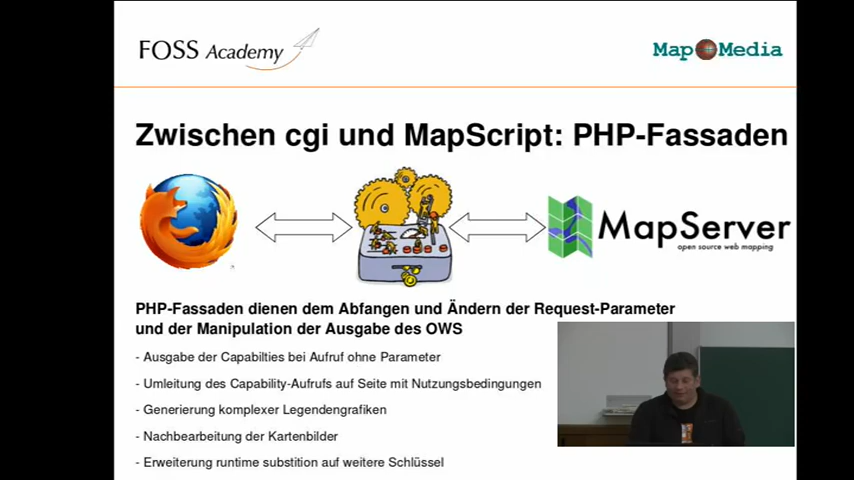 FOSS Academy
Map Media
Zwischen cgi und MapScript: PHP-Fassaden
MapServer
open source web mapping
PHP-Fassaden dienen dem Abfangen und Ändern der Request-Parameter
und der Manipulation der Ausgabe des OWS
- Ausgabe der Capabilties bei Aufruf ohne Parameter
- Umleitung des Capability-Aufrufs auf Seite mit Nutzungsbedingungen
- Generierung komplexer Legendengrafiken
- Nachbearbeitung der Kartenbilder
- Erweiterung runtime substition auf weitere Schlüssel